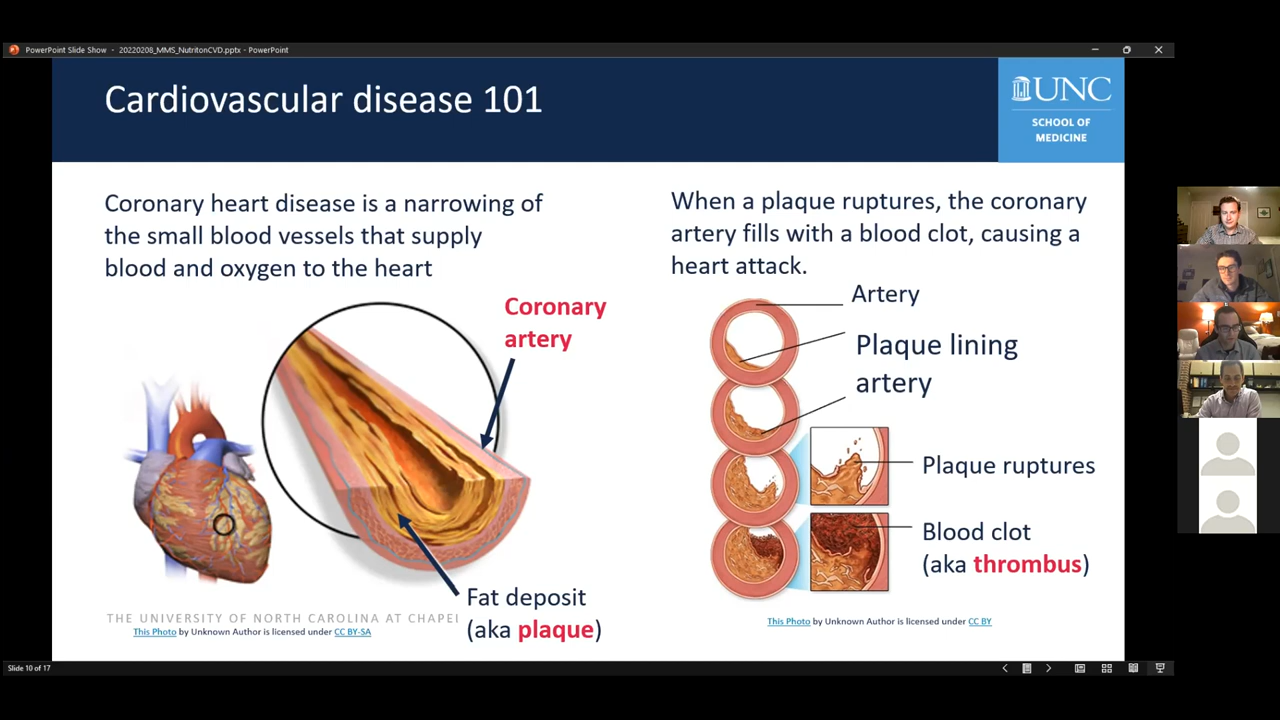 PowerPoint Slide Show - 20220208_MMS_NutritonCVD.pptx - PowerPoint
Cardiovascular disease 101
UNC
SCHOOL OF
MEDICINE
Coronary heart disease is a narrowing of
the small blood vessels that supply
blood and oxygen to the heart
Coronary
artery
Fat deposit
(aka plaque)
THE UNIVERSITY OF NORTH CAROLINA AT CHAPEL
This Photo by Unknown Author is licensed under CC BY-SA
When a plaque ruptures, the coronary
artery fills with a blood clot, causing a
heart attack.
Artery
Plaque lining
artery
Plaque ruptures
Blood clot
(aka thrombus)
This Photo by Unknown Author is licensed under CC BY
Slide 10 of 17